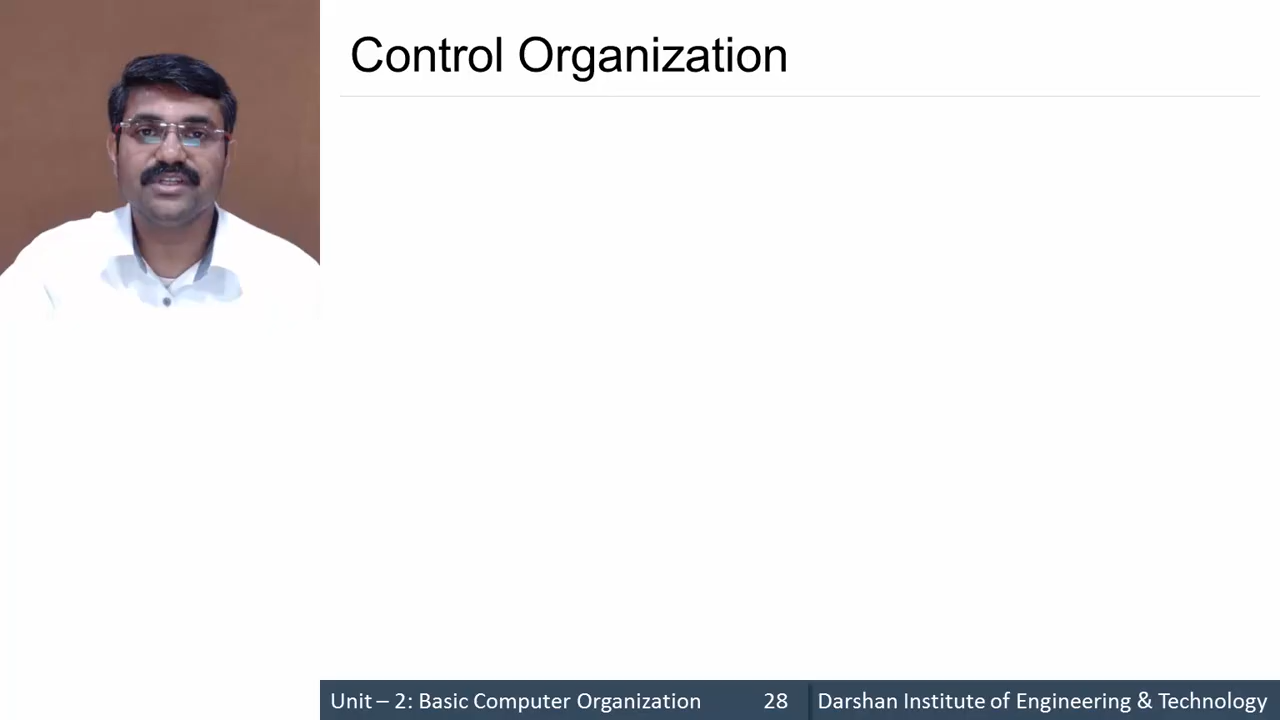 Control Organization
Unit – 2: Basic Computer Organization 28 Darshan Institute of Engineering & Technology